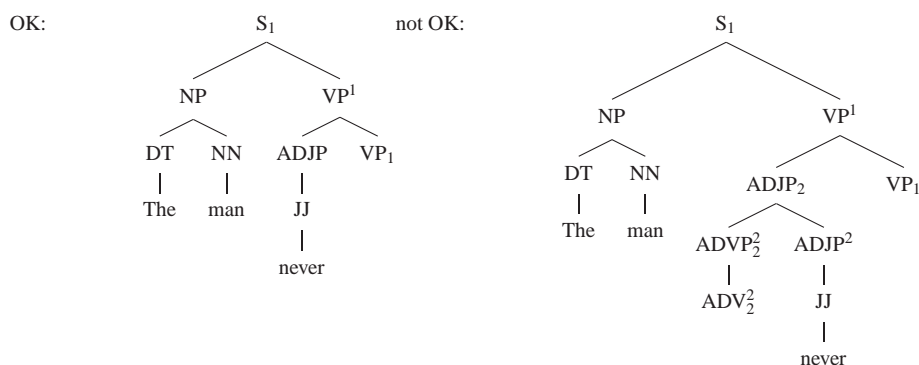 OK: S₁ not OK: S₁
NP VP¹ NP VP¹
DT NN ADJP VP₁ DT NN ADJP₂ VP₁
The man JJ The man ADVP₂² ADJP²
never ADV₂² JJ
never